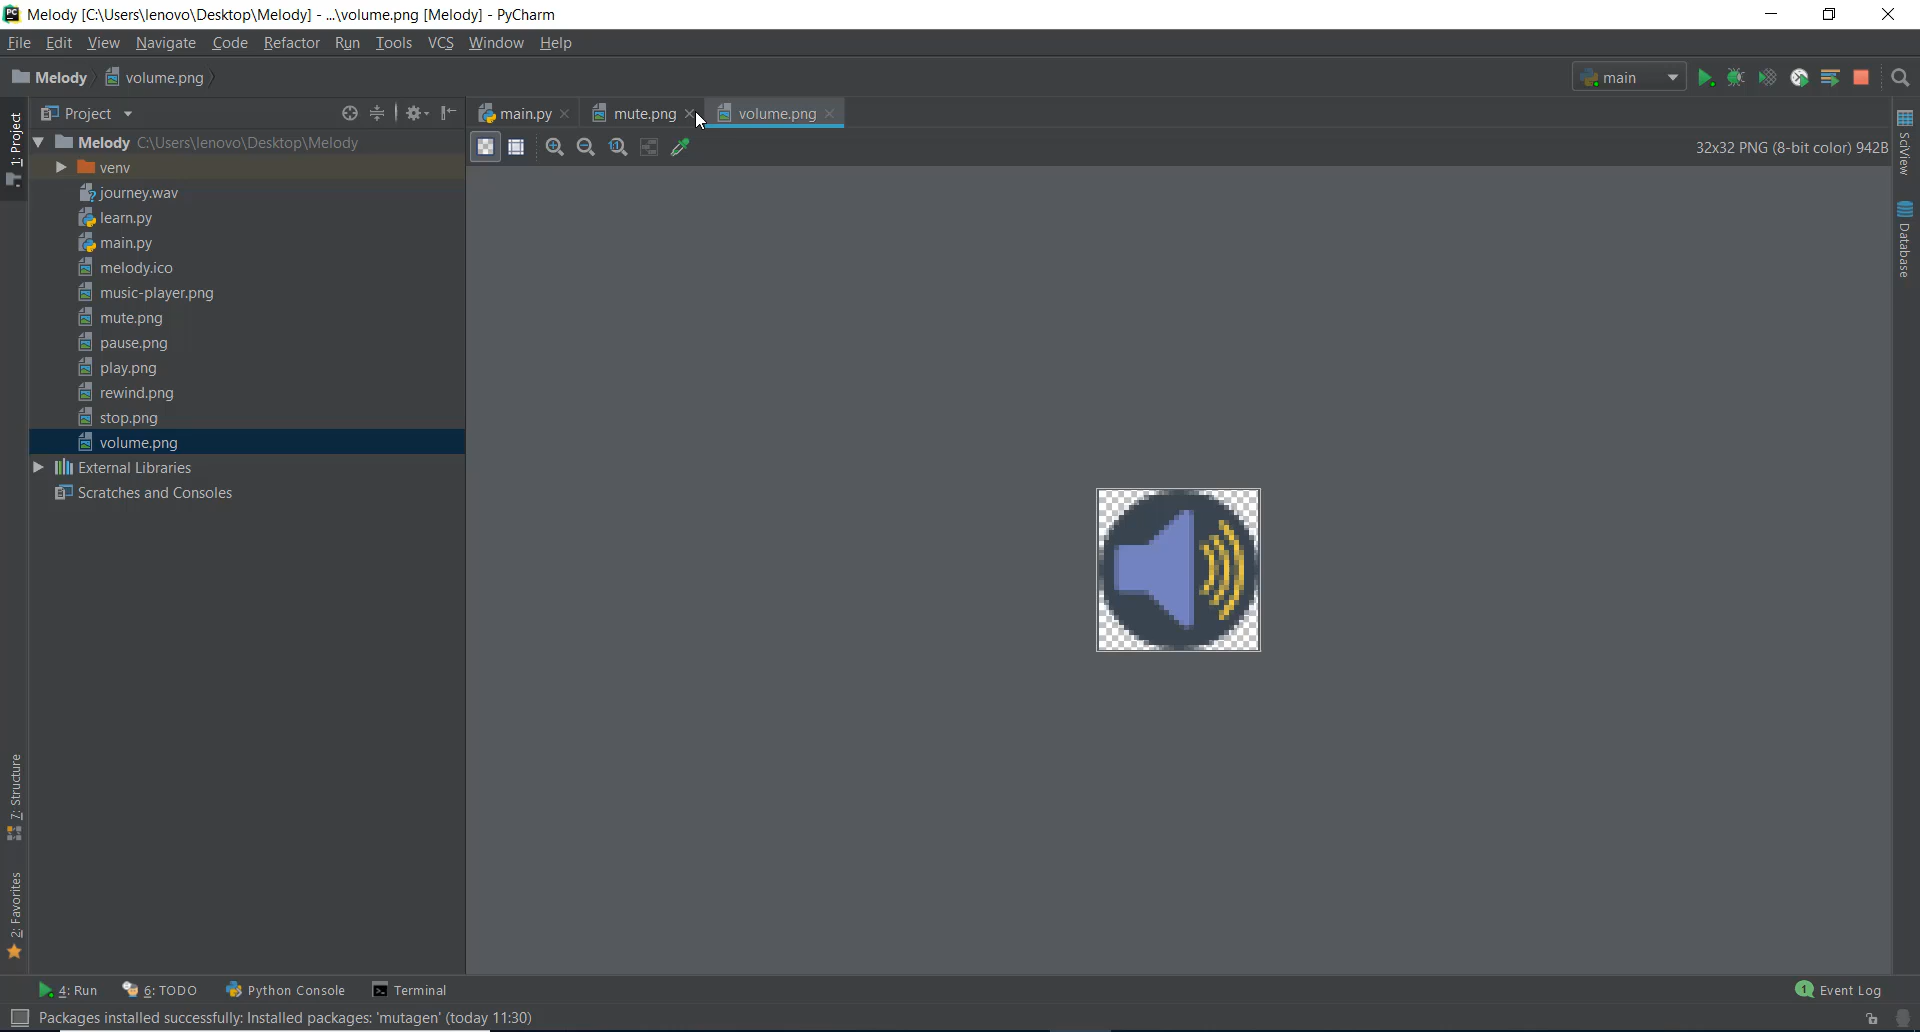 Melody [C:\Users\lenovo\Desktop\Melody] - ...\volume.png [Melody] - PyCharm
File Edit View Navigate Code Refactor Run Tools VCS Window Help
Melody volume.png main
Project main.py mute.png volume.png
32x32 PNG (8-bit color) 942B
1: Project
Melody C:\Users\lenovo\Desktop\Melody
venv
journey.wav
learn.py
main.py
melody.ico
music-player.png
mute.png
pause.png
play.png
rewind.png
stop.png
volume.png
External Libraries
Scratches and Consoles
SciView
Database
7: Structure
2: Favorites
4: Run 6: TODO Python Console Terminal 1 Event Log
Packages installed successfully: Installed packages: 'mutagen' (today 11:30)